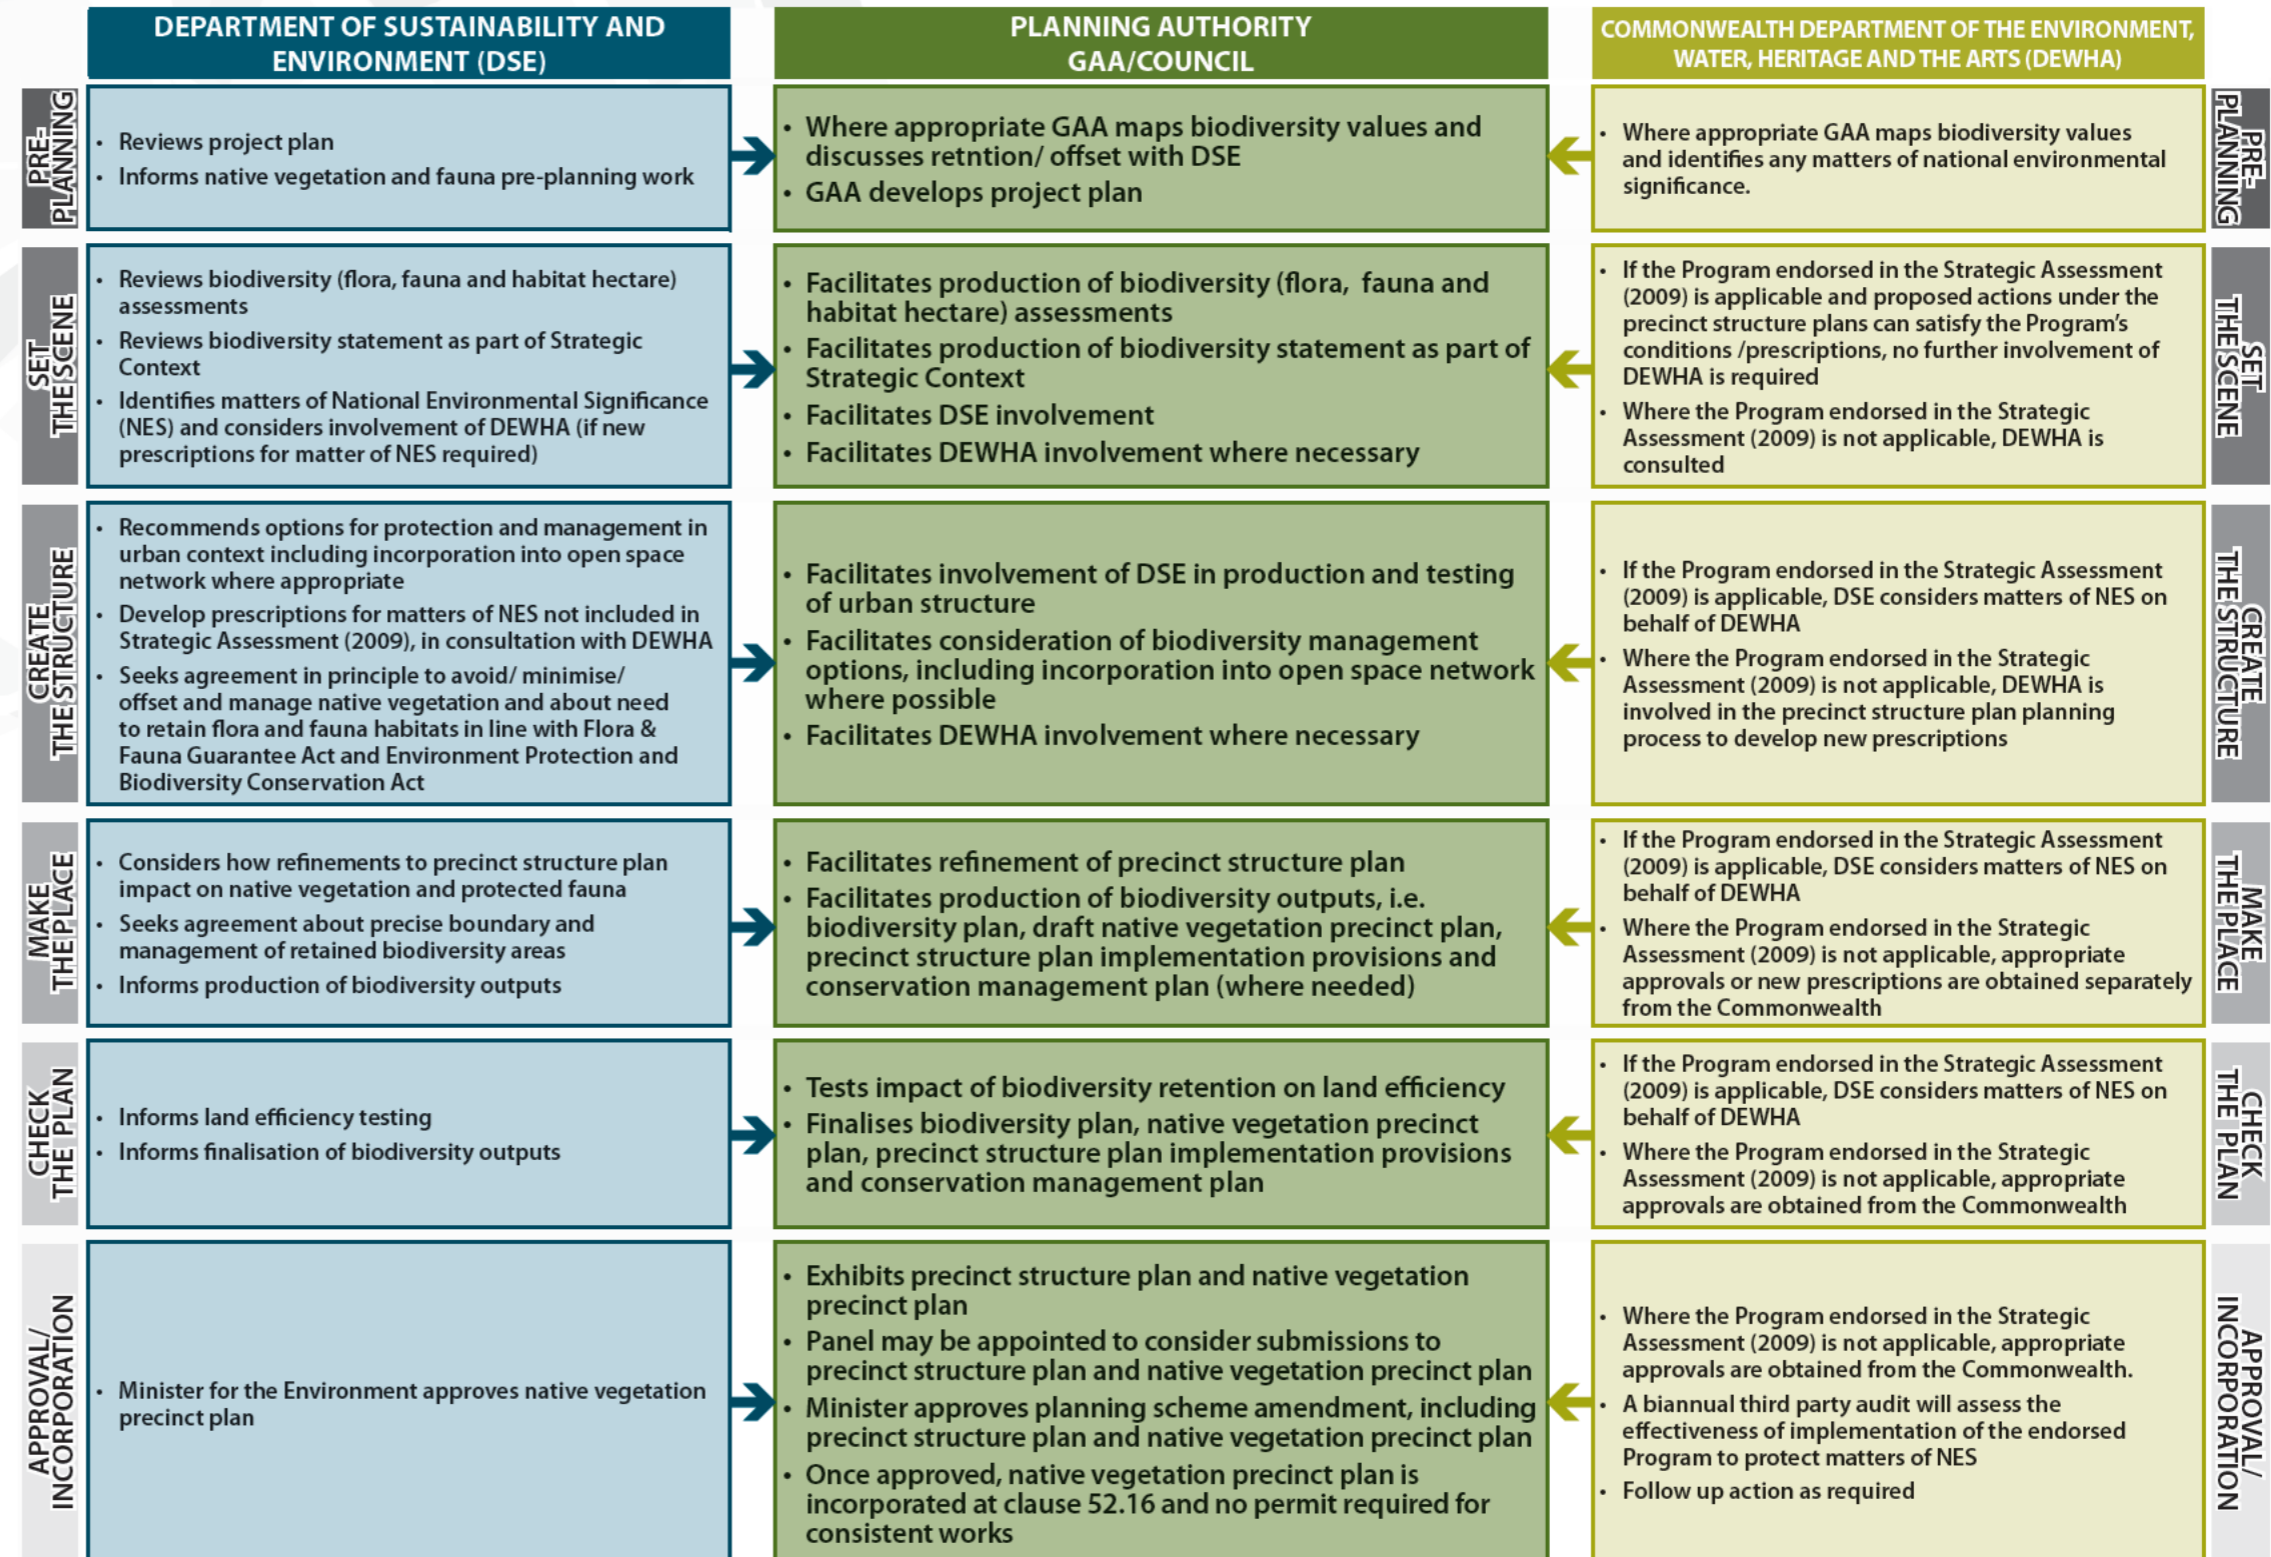 DEPARTMENT OF SUSTAINABILITY AND
ENVIRONMENT (DSE)
PLANNING AUTHORITY
GAA/COUNCIL
COMMONWEALTH DEPARTMENT OF THE ENVIRONMENT,
WATER, HERITAGE AND THE ARTS (DEWHA)
PRE-
PLANNING
• Reviews project plan
• Informs native vegetation and fauna pre-planning work
• Where appropriate GAA maps biodiversity values and
discusses retntion/ offset with DSE
• GAA develops project plan
• Where appropriate GAA maps biodiversity values
and identifies any matters of national environmental
significance.
PRE-
PLANNING
SET
THE SCENE
• Reviews biodiversity (flora, fauna and habitat hectare)
assessments
• Reviews biodiversity statement as part of Strategic
Context
• Identifies matters of National Environmental Significance
(NES) and considers involvement of DEWHA (if new
prescriptions for matter of NES required)
• Facilitates production of biodiversity (flora, fauna and
habitat hectare) assessments
• Facilitates production of biodiversity statement as part of
Strategic Context
• Facilitates DSE involvement
• Facilitates DEWHA involvement where necessary
• If the Program endorsed in the Strategic Assessment
(2009) is applicable and proposed actions under the
precinct structure plans can satisfy the Program's
conditions /prescriptions, no further involvement of
DEWHA is required
• Where the Program endorsed in the Strategic
Assessment (2009) is not applicable, DEWHA is
consulted
SET
THE SCENE
CREATE
THE STRUCTURE
• Recommends options for protection and management in
urban context including incorporation into open space
network where appropriate
• Develop prescriptions for matters of NES not included in
Strategic Assessment (2009), in consultation with DEWHA
• Seeks agreement in principle to avoid/ minimise/
offset and manage native vegetation and about need
to retain flora and fauna habitats in line with Flora &
Fauna Guarantee Act and Environment Protection and
Biodiversity Conservation Act
• Facilitates involvement of DSE in production and testing
of urban structure
• Facilitates consideration of biodiversity management
options, including incorporation into open space network
where possible
• Facilitates DEWHA involvement where necessary
• If the Program endorsed in the Strategic Assessment
(2009) is applicable, DSE considers matters of NES on
behalf of DEWHA
• Where the Program endorsed in the Strategic
Assessment (2009) is not applicable, DEWHA is
involved in the precinct structure plan planning
process to develop new prescriptions
CREATE
THE STRUCTURE
MAKE
THE PLACE
• Considers how refinements to precinct structure plan
impact on native vegetation and protected fauna
• Seeks agreement about precise boundary and
management of retained biodiversity areas
• Informs production of biodiversity outputs
• Facilitates refinement of precinct structure plan
• Facilitates production of biodiversity outputs, i.e.
biodiversity plan, draft native vegetation precinct plan,
precinct structure plan implementation provisions and
conservation management plan (where needed)
• If the Program endorsed in the Strategic Assessment
(2009) is applicable, DSE considers matters of NES on
behalf of DEWHA
• Where the Program endorsed in the Strategic
Assessment (2009) is not applicable, appropriate
approvals or new prescriptions are obtained separately
from the Commonwealth
MAKE
THE PLACE
CHECK
THE PLAN
• Informs land efficiency testing
• Informs finalisation of biodiversity outputs
• Tests impact of biodiversity retention on land efficiency
• Finalises biodiversity plan, native vegetation precinct
plan, precinct structure plan implementation provisions
and conservation management plan
• If the Program endorsed in the Strategic Assessment
(2009) is applicable, DSE considers matters of NES on
behalf of DEWHA
• Where the Program endorsed in the Strategic
Assessment (2009) is not applicable, appropriate
approvals are obtained from the Commonwealth
CHECK
THE PLAN
APPROVAL/
INCORPORATION
• Minister for the Environment approves native vegetation
precinct plan
• Exhibits precinct structure plan and native vegetation
precinct plan
• Panel may be appointed to consider submissions to
precinct structure plan and native vegetation precinct plan
• Minister approves planning scheme amendment, including
precinct structure plan and native vegetation precinct plan
• Once approved, native vegetation precinct plan is
incorporated at clause 52.16 and no permit required for
consistent works
• Where the Program endorsed in the Strategic
Assessment (2009) is not applicable, appropriate
approvals are obtained from the Commonwealth.
• A biannual third party audit will assess the
effectiveness of implementation of the endorsed
Program to protect matters of NES
• Follow up action as required
APPROVAL/
INCORPORATION